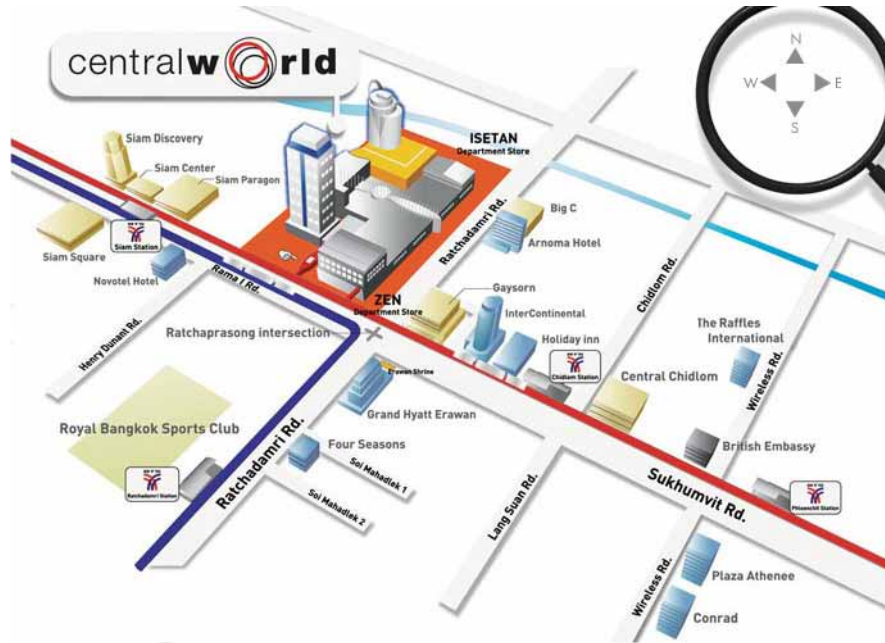 centralworld
N
W
E
S
Siam Discovery
Siam Center
Siam Paragon
ISETAN
Department Store
Siam Square
Siam Station
Novotel Hotel
Rama I Rd.
Ratchadamri Rd.
Big C
Arnoma Hotel
Chidlom Rd.
ZEN
Department Store
Gaysorn
InterContinental
Holiday inn
Ratchaprasong intersection
Henry Dunant Rd.
Erawan Shrine
Chidlom Station
The Raffles
International
Wireless Rd.
Central Chidlom
Grand Hyatt Erawan
Royal Bangkok Sports Club
Four Seasons
British Embassy
Ratchadamri Station
Ratchadamri Rd.
Soi Mahadlek 1
Soi Mahadlek 2
Lang Suan Rd.
Sukhumvit Rd.
Phloenchit Station
Wireless Rd.
Plaza Athenee
Conrad